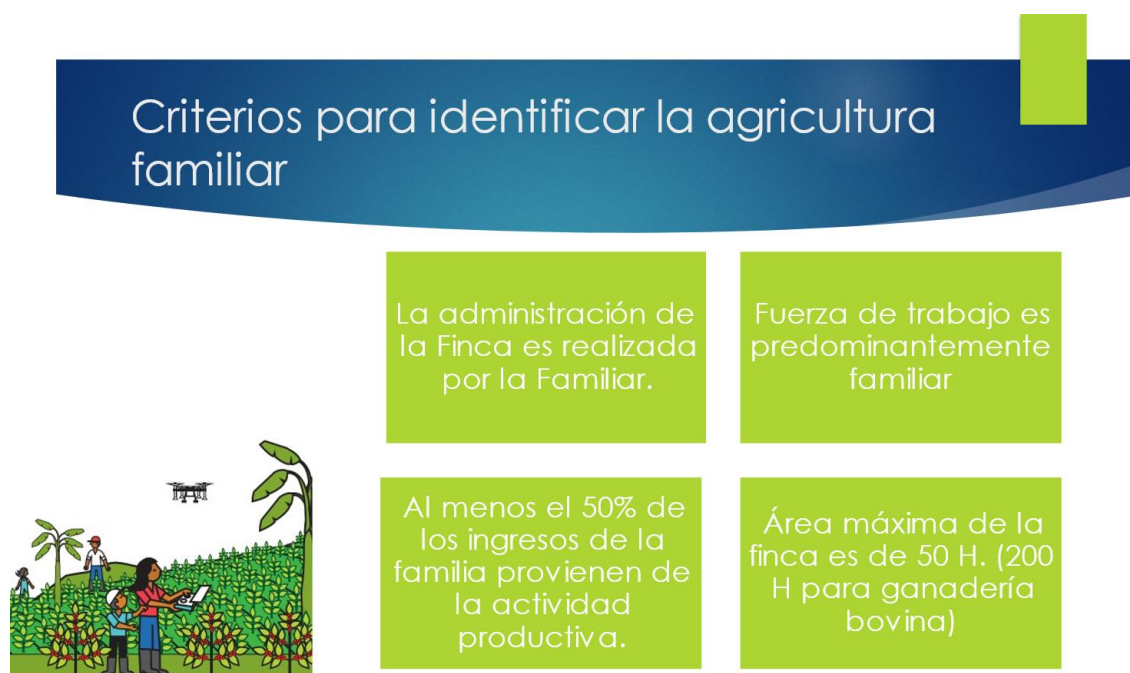 Criterios para identificar la agricultura
familiar
La administración de
la Finca es realizada
por la Familiar.
Fuerza de trabajo es
predominantemente
familiar
Al menos el 50% de
los ingresos de la
familia provienen de
la actividad
productiva.
Área máxima de la
finca es de 50 H. (200
H para ganadería
bovina)